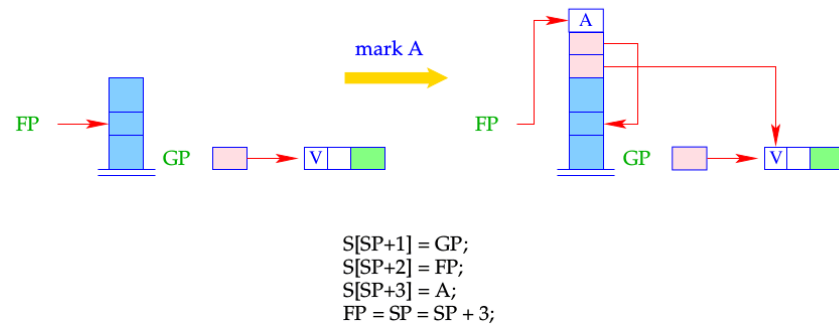 A
mark A
FP
GP
V
FP
GP
V
S[SP+1] = GP;
S[SP+2] = FP;
S[SP+3] = A;
FP = SP = SP + 3;